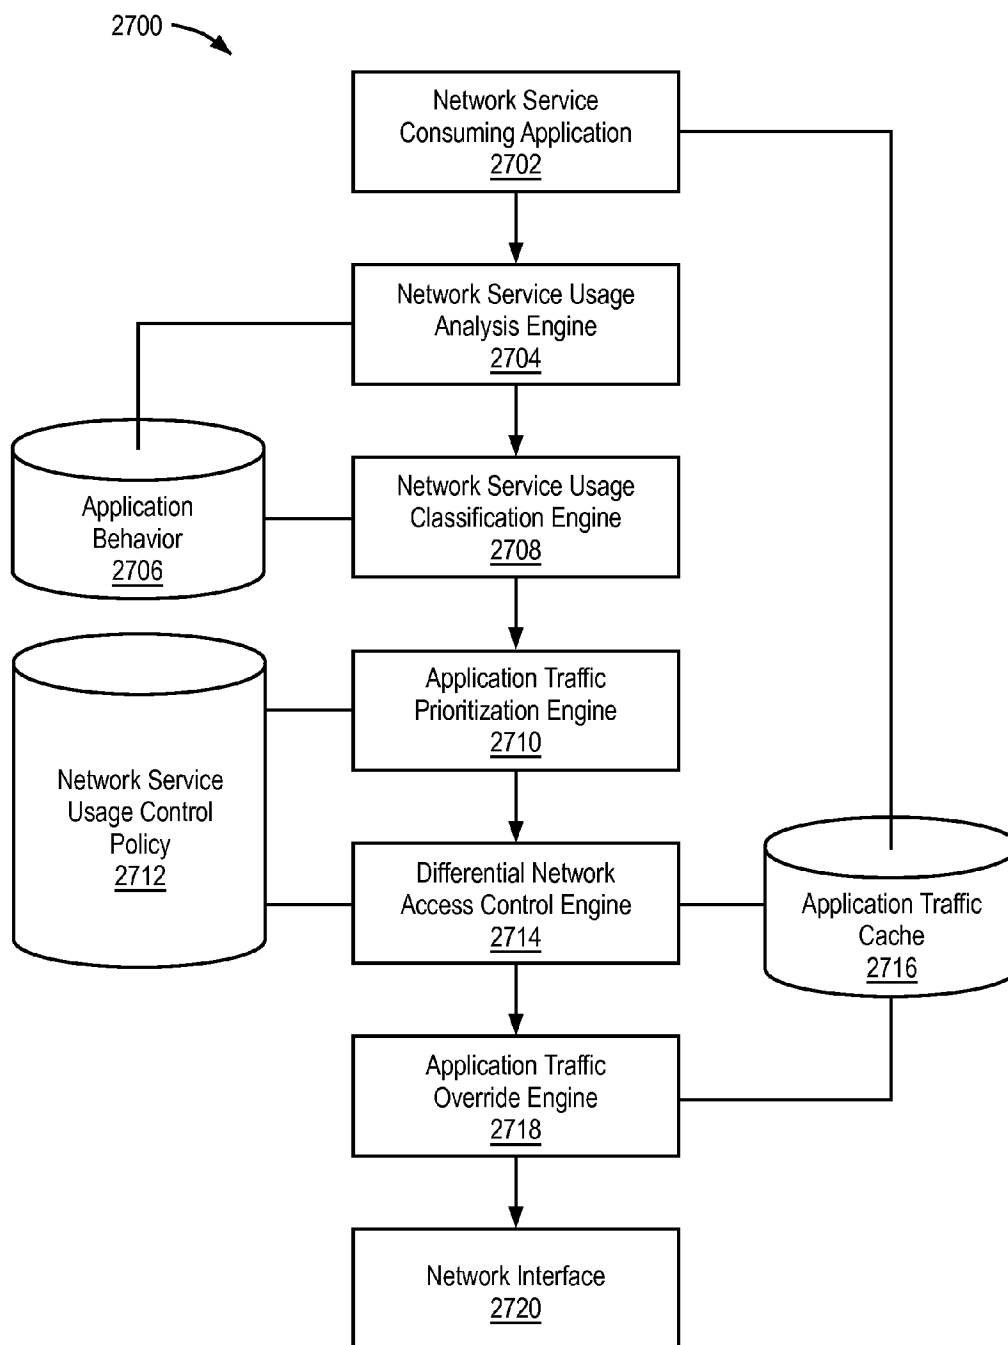 2700
Network Service
Consuming Application
2702
Network Service Usage
Analysis Engine
2704
Application
Behavior
2706
Network Service Usage
Classification Engine
2708
Application Traffic
Prioritization Engine
2710
Network Service
Usage Control
Policy
2712
Differential Network
Access Control Engine
2714
Application Traffic
Cache
2716
Application Traffic
Override Engine
2718
Network Interface
2720